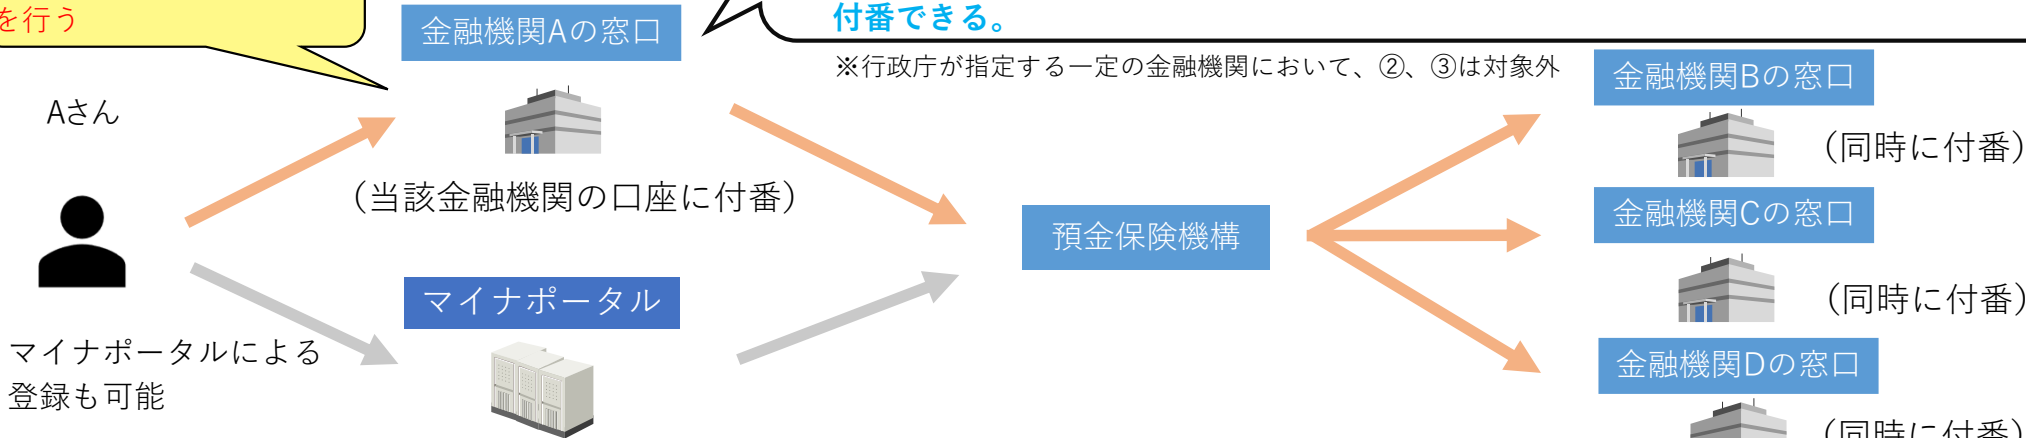 を行う
金融機関Aの窓口
付番できる。
※行政庁が指定する一定の金融機関において、②、③は対象外
金融機関Bの窓口
Aさん
(同時に付番)
(当該金融機関の口座に付番)
預金保険機構
金融機関Cの窓口
マイナポータル
(同時に付番)
マイナポータルによる
登録も可能
金融機関Dの窓口
(同時に付番)